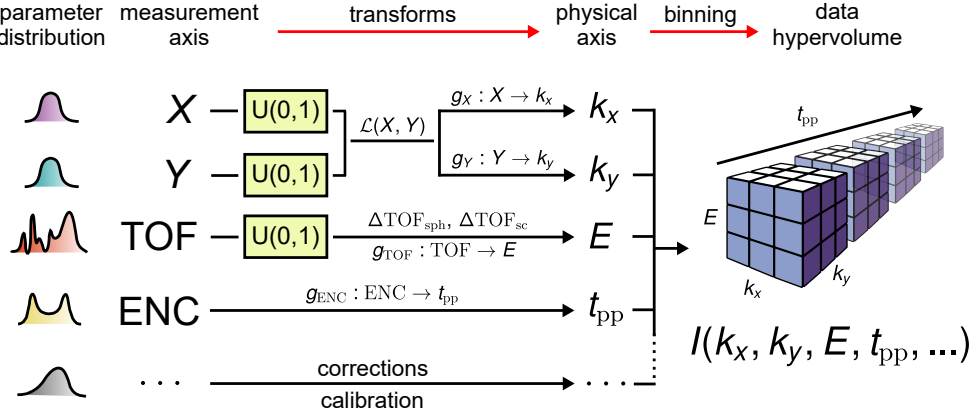 parameter distribution
measurement axis
transforms
physical axis
binning
data hypervolume
X
U(0,1)
ℒ(X, Y)
g_X : X → k_x
k_x
Y
U(0,1)
g_Y : Y → k_y
k_y
TOF
U(0,1)
ΔTOF_sph, ΔTOF_sc
g_TOF : TOF → E
E
ENC
g_ENC : ENC → t_pp
t_pp
· · ·
corrections
calibration
· · ·
t_pp
E
k_x
k_y
I(k_x, k_y, E, t_pp, ...)